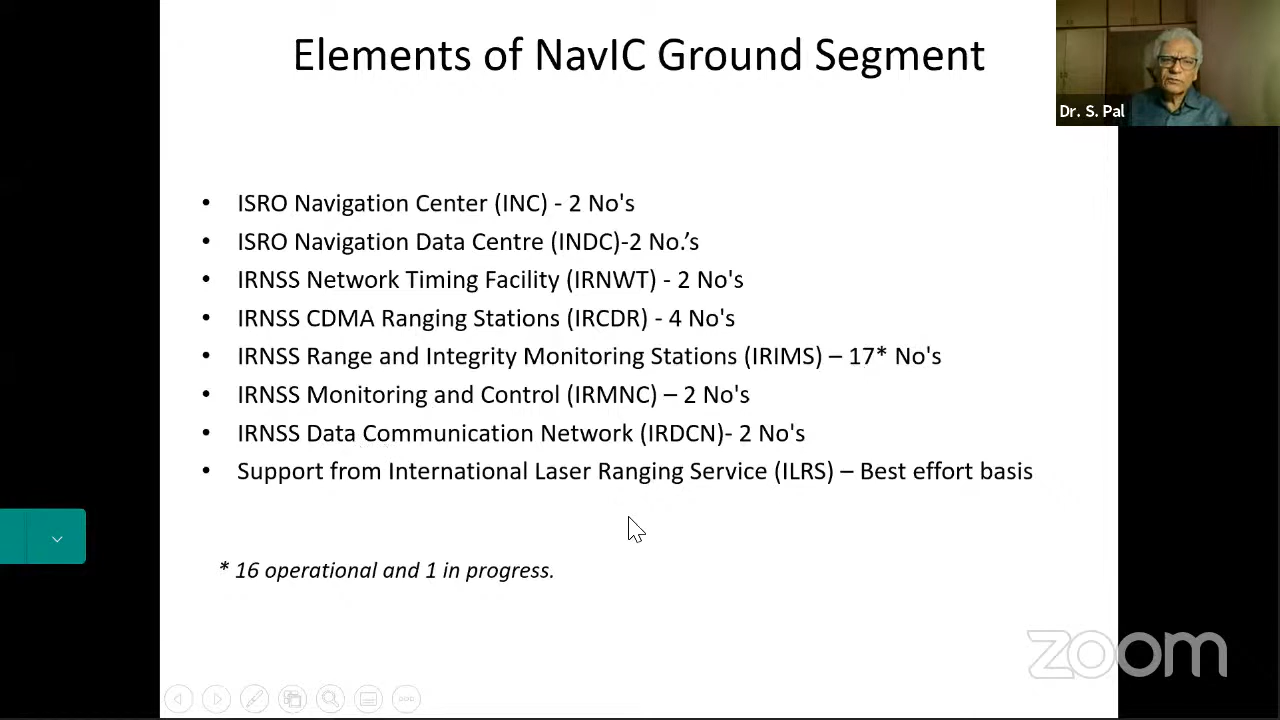 Elements of NavIC Ground Segment
Dr. S. Pal
• ISRO Navigation Center (INC) - 2 No's
• ISRO Navigation Data Centre (INDC)-2 No.’s
• IRNSS Network Timing Facility (IRNWT) - 2 No's
• IRNSS CDMA Ranging Stations (IRCDR) - 4 No's
• IRNSS Range and Integrity Monitoring Stations (IRIMS) – 17* No's
• IRNSS Monitoring and Control (IRMNC) – 2 No's
• IRNSS Data Communication Network (IRDCN)- 2 No's
• Support from International Laser Ranging Service (ILRS) – Best effort basis
* 16 operational and 1 in progress.
zoom